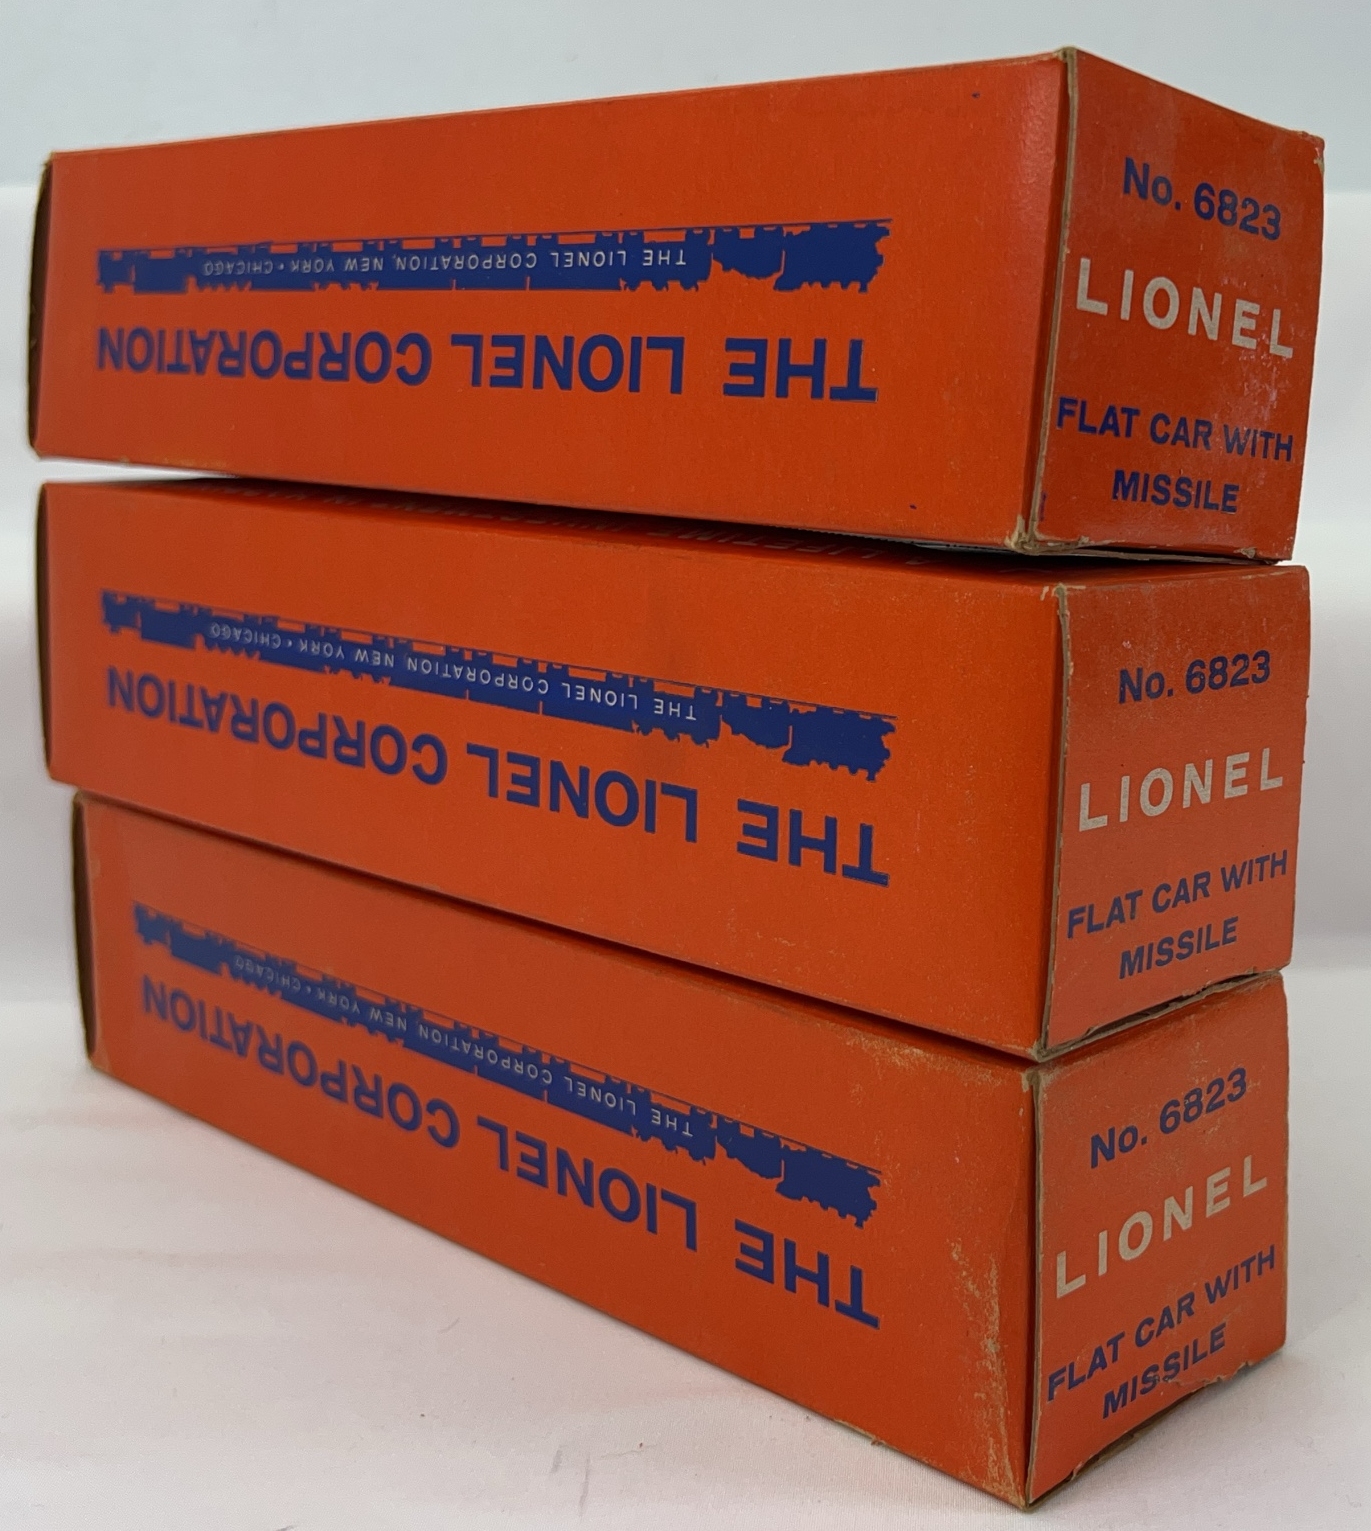 THE LIONEL CORPORATION, NEW YORK • CHICAGO
THE LIONEL CORPORATION
No. 6823
LIONEL
FLAT CAR WITH
MISSILE
A LIFETIME
THE LIONEL CORPORATION, NEW YORK • CHICAGO
THE LIONEL CORPORATION
No. 6823
LIONEL
FLAT CAR WITH
MISSILE
THE LIONEL CORPORATION, NEW YORK • CHICAGO
THE LIONEL CORPORATION
No. 6823
LIONEL
FLAT CAR WITH
MISSILE